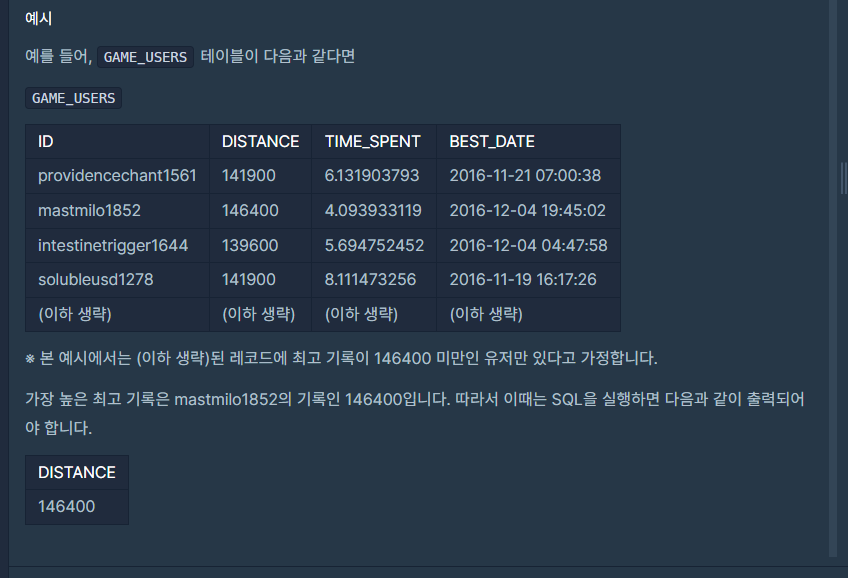 예시
예를 들어, GAME_USERS 테이블이 다음과 같다면
GAME_USERS
ID DISTANCE TIME_SPENT BEST_DATE
providencechant1561 141900 6.131903793 2016-11-21 07:00:38
mastmilo1852 146400 4.093933119 2016-12-04 19:45:02
intestinetrigger1644 139600 5.694752452 2016-12-04 04:47:58
solubleusd1278 141900 8.111473256 2016-11-19 16:17:26
(이하 생략) (이하 생략) (이하 생략) (이하 생략)
※ 본 예시에서는 (이하 생략)된 레코드에 최고 기록이 146400 미만인 유저만 있다고 가정합니다.
가장 높은 최고 기록은 mastmilo1852의 기록인 146400입니다. 따라서 이때는 SQL을 실행하면 다음과 같이 출력되어
야 합니다.
DISTANCE
146400